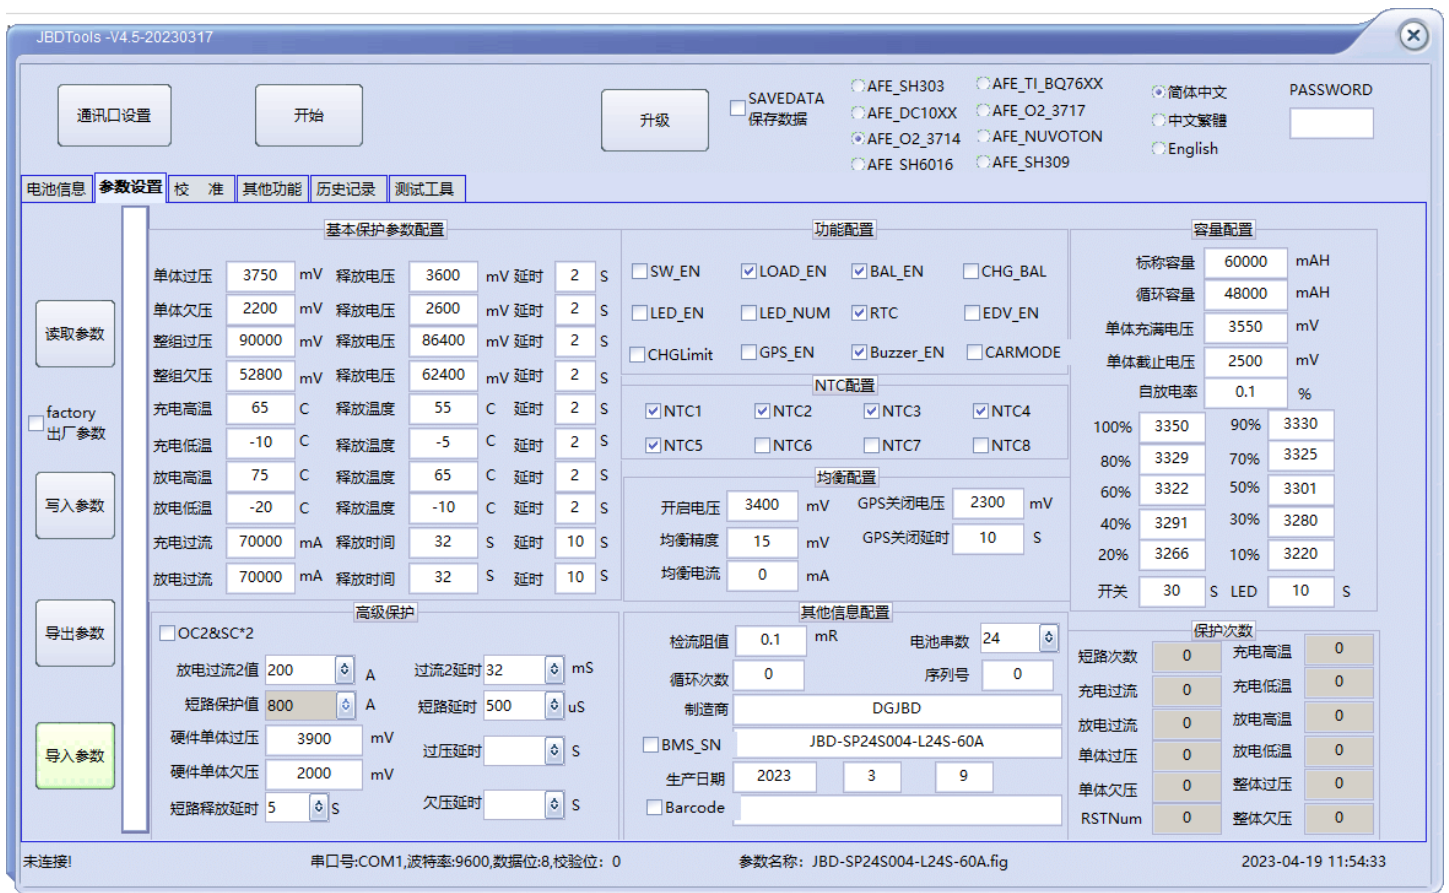 JBDTools -V4.5-20230317
通讯口设置
开始
升级
SAVEDATA
保存数据
AFE_SH303
AFE_DC10XX
AFE_O2_3714
AFE SH6016
AFE_TI_BQ76XX
AFE_O2_3717
AFE_NUVOTON
AFE_SH309
简体中文
中文繁體
English
PASSWORD
电池信息 参数设置 校 准 其他功能 历史记录 测试工具
读取参数
factory
出厂参数
写入参数
导出参数
导入参数
基本保护参数配置
单体过压 3750 mV 释放电压 3600 mV 延时 2 S
单体欠压 2200 mV 释放电压 2600 mV 延时 2 S
整组过压 90000 mV 释放电压 86400 mV 延时 2 S
整组欠压 52800 mV 释放电压 62400 mV 延时 2 S
充电高温 65 C 释放温度 55 C 延时 2 S
充电低温 -10 C 释放温度 -5 C 延时 2 S
放电高温 75 C 释放温度 65 C 延时 2 S
放电低温 -20 C 释放温度 -10 C 延时 2 S
充电过流 70000 mA 释放时间 32 S 延时 10 S
放电过流 70000 mA 释放时间 32 S 延时 10 S
高级保护
OC2&SC*2
放电过流2值 200 A 过流2延时 32 mS
短路保护值 800 A 短路延时 500 uS
硬件单体过压 3900 mV 过压延时 S
硬件单体欠压 2000 mV
短路释放延时 5 S 欠压延时 S
功能配置
SW_EN LOAD_EN BAL_EN CHG_BAL
LED_EN LED_NUM RTC EDV_EN
CHGLimit GPS_EN Buzzer_EN CARMODE
NTC配置
NTC1 NTC2 NTC3 NTC4
NTC5 NTC6 NTC7 NTC8
均衡配置
开启电压 3400 mV GPS关闭电压 2300 mV
均衡精度 15 mV GPS关闭延时 10 S
均衡电流 0 mA
其他信息配置
检流阻值 0.1 mR 电池串数 24
循环次数 0 序列号 0
制造商 DGJBD
BMS_SN JBD-SP24S004-L24S-60A
生产日期 2023 3 9
Barcode
容量配置
标称容量 60000 mAH
循环容量 48000 mAH
单体充满电压 3550 mV
单体截止电压 2500 mV
自放电率 0.1 %
100% 3350 90% 3330
80% 3329 70% 3325
60% 3322 50% 3301
40% 3291 30% 3280
20% 3266 10% 3220
开关 30 S LED 10 S
保护次数
短路次数 0 充电高温 0
充电过流 0 充电低温 0
放电过流 0 放电高温 0
单体过压 0 放电低温 0
单体欠压 0 整体过压 0
RSTNum 0 整体欠压 0
未连接! 串口号:COM1,波特率:9600,数据位:8,校验位：0 参数名称：JBD-SP24S004-L24S-60A.fig 2023-04-19 11:54:33